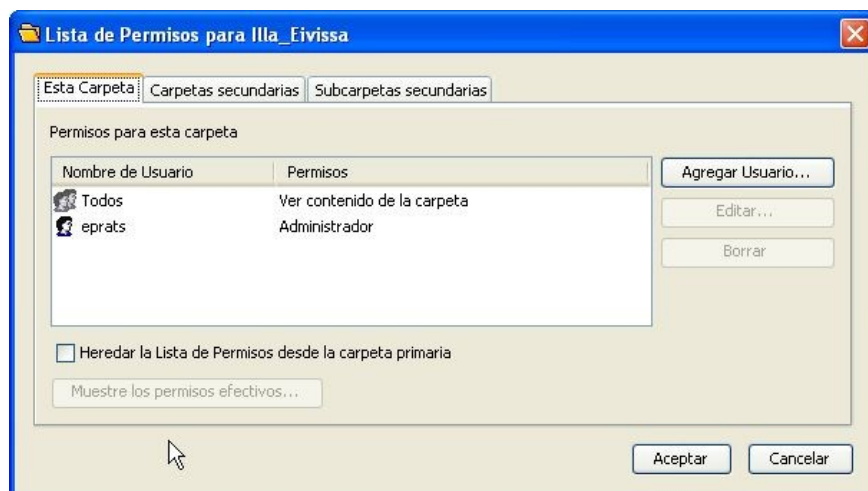 Lista de Permisos para Illa_Eivissa
Esta Carpeta Carpetas secundarias Subcarpetas secundarias
Permisos para esta carpeta
Nombre de Usuario Permisos
Todos Ver contenido de la carpeta
eprats Administrador
Agregar Usuario...
Editar...
Borrar
Heredar la Lista de Permisos desde la carpeta primaria
Muestre los permisos efectivos...
Aceptar Cancelar